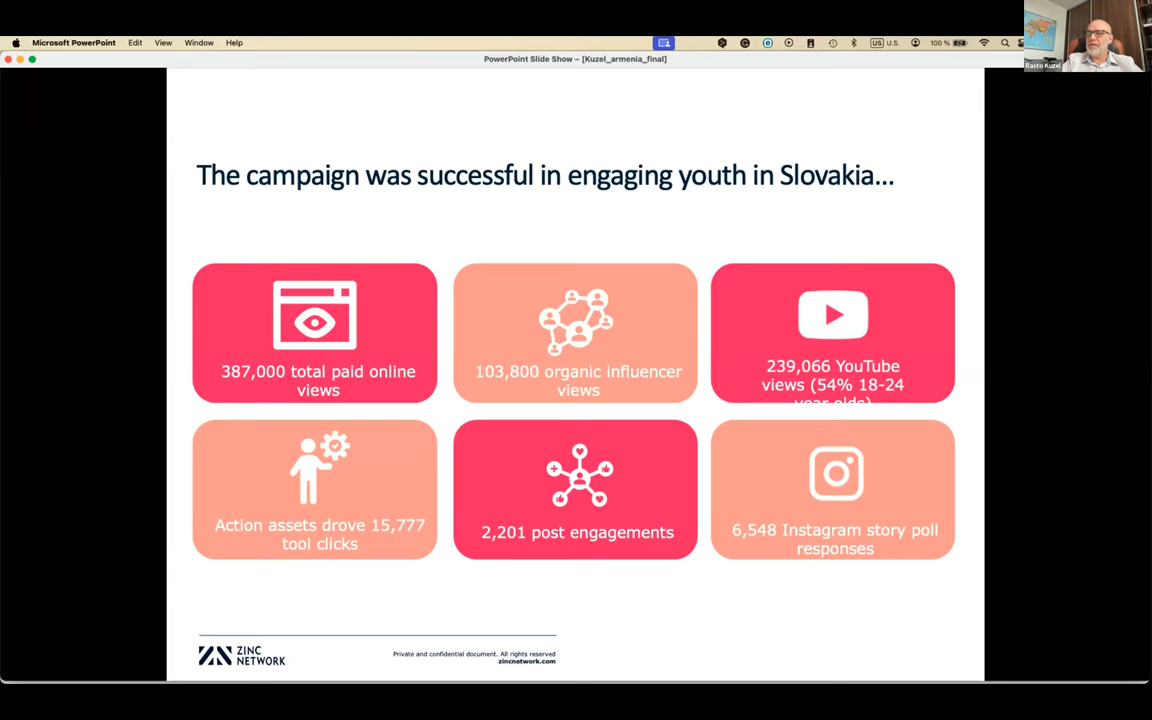 Microsoft PowerPoint Edit View Window Help
U.S. 100 %
PowerPoint Slide Show – [Kuzel_armenia_final]
Rasto Kuzel
The campaign was successful in engaging youth in Slovakia...
387,000 total paid online
views
103,800 organic influencer
views
239,066 YouTube
views (54% 18-24
year olds)
Action assets drove 15,777
tool clicks
2,201 post engagements
6,548 Instagram story poll
responses
ZINC
NETWORK
Private and confidential document. All rights reserved
zincnetwork.com